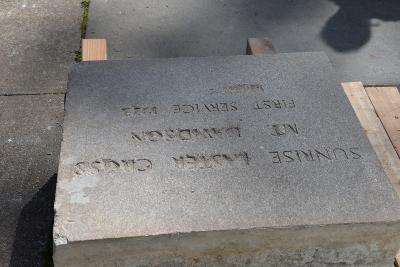 SUNRISE EASTER CROSS
MT DAVIDSON
FIRST SERVICE 1923